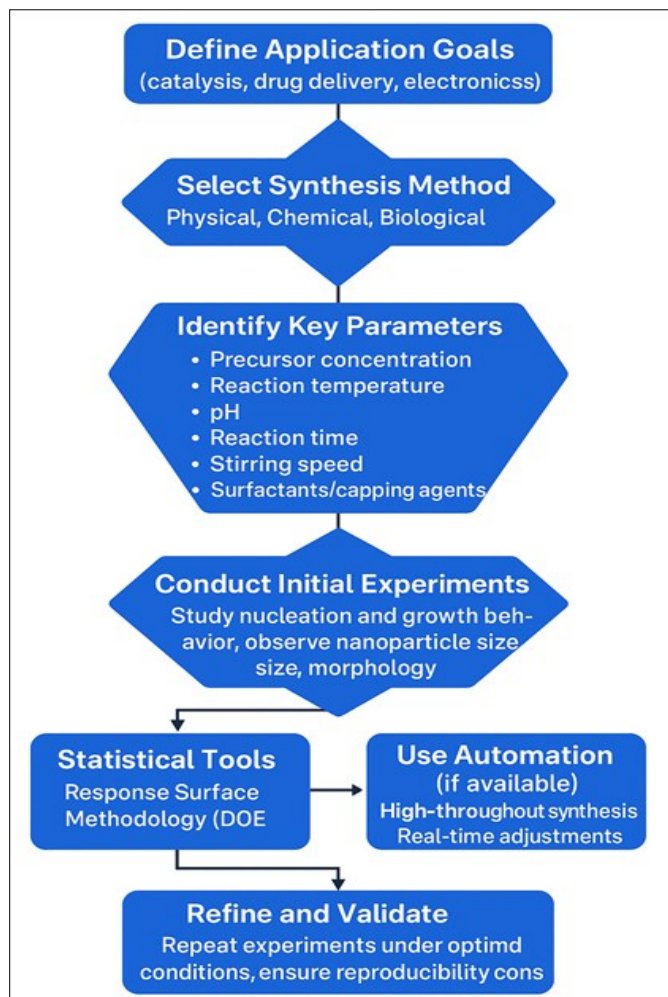 Define Application Goals
(catalysis, drug delivery, electronicss)
Select Synthesis Method
Physical, Chemical, Biological
Identify Key Parameters
• Precursor concentration
• Reaction temperature
• pH
• Reaction time
• Stirring speed
• Surfactants/capping agents
Conduct Initial Experiments
Study nucleation and growth beh-
avior, observe nanoparticle size
size, morphology
Statistical Tools
Response Surface
Methodology (DOE
Use Automation
(if available)
High-throughout synthesis
Real-time adjustments
Refine and Validate
Repeat experiments under optimd
conditions, ensure reproducibility cons